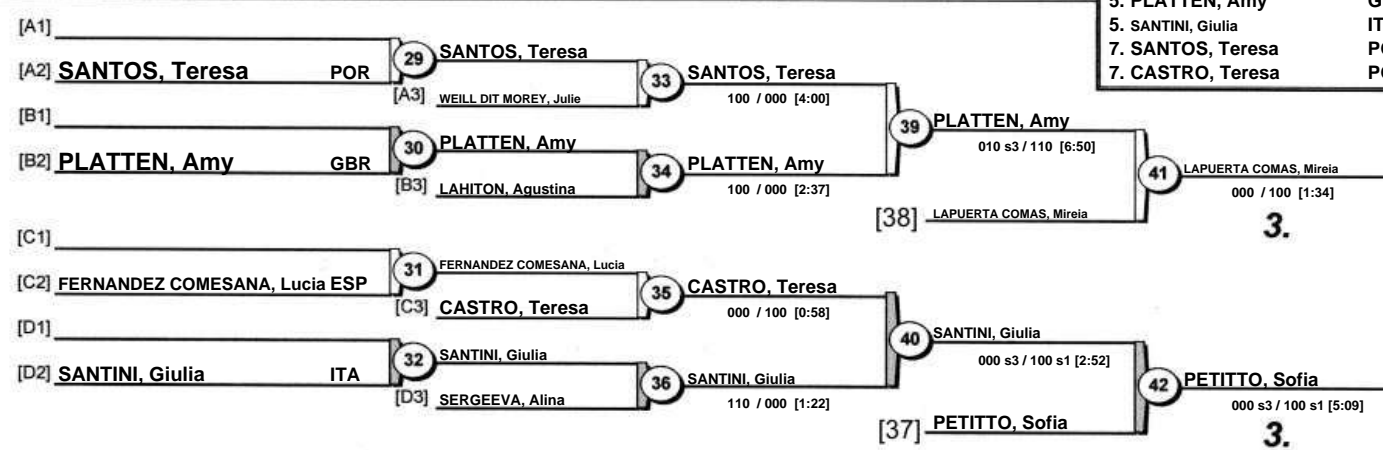 5. PLATTEN, Amy
5. SANTINI, Giulia IT
7. SANTOS, Teresa
7. CASTRO, Teresa
[A1]
[A2] SANTOS, Teresa POR
29
SANTOS, Teresa
[A3] WEILL DIT MOREY, Julie
33
SANTOS, Teresa
100 / 000 [4:00]
[B1]
[B2] PLATTEN, Amy GBR
30
PLATTEN, Amy
[B3] LAHITON, Agustina
34
PLATTEN, Amy
100 / 000 [2:37]
39
PLATTEN, Amy
010 s3 / 110 [6:50]
[38] LAPUERTA COMAS, Mireia
41
LAPUERTA COMAS, Mireia
000 / 100 [1:34]
3.
[C1]
[C2] FERNANDEZ COMESANA, Lucia ESP
31
FERNANDEZ COMESANA, Lucia
[C3] CASTRO, Teresa
35
CASTRO, Teresa
000 / 100 [0:58]
[D1]
[D2] SANTINI, Giulia ITA
32
SANTINI, Giulia
[D3] SERGEEVA, Alina
36
SANTINI, Giulia
110 / 000 [1:22]
40
SANTINI, Giulia
000 s3 / 100 s1 [2:52]
[37] PETITTO, Sofia
42
PETITTO, Sofia
000 s3 / 100 s1 [5:09]
3.